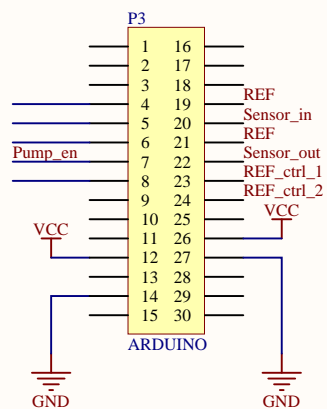 P3
1 16
2 17
3 18
4 19 REF
5 20 Sensor_in
6 21 REF
Pump_en 7 22 Sensor_out
8 23 REF_ctrl_1
9 24 REF_ctrl_2
10 25
VCC 11 26 VCC
12 27
13 28
14 29
15 30
ARDUINO
GND GND